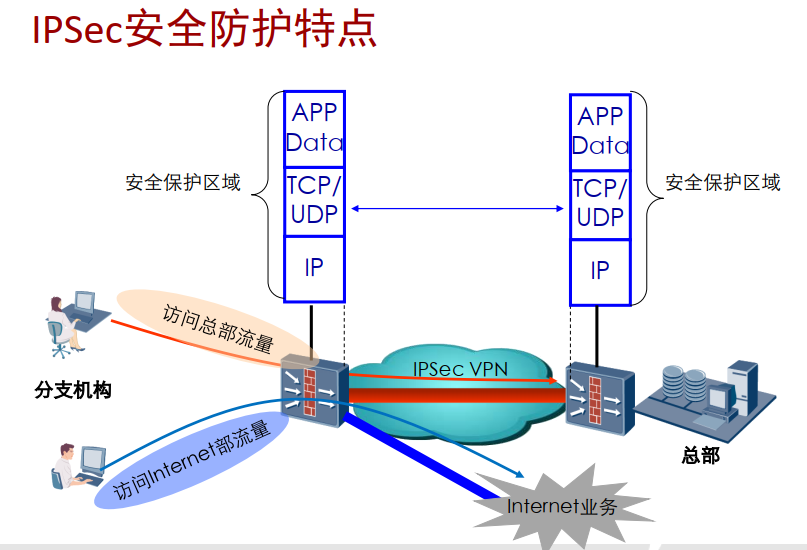 IPSec安全防护特点
APP
Data
TCP/
UDP
IP
安全保护区域
APP
Data
TCP/
UDP
IP
安全保护区域
访问总部流量
分支机构
IPSec VPN
总部
访问Internet部流量
Internet业务